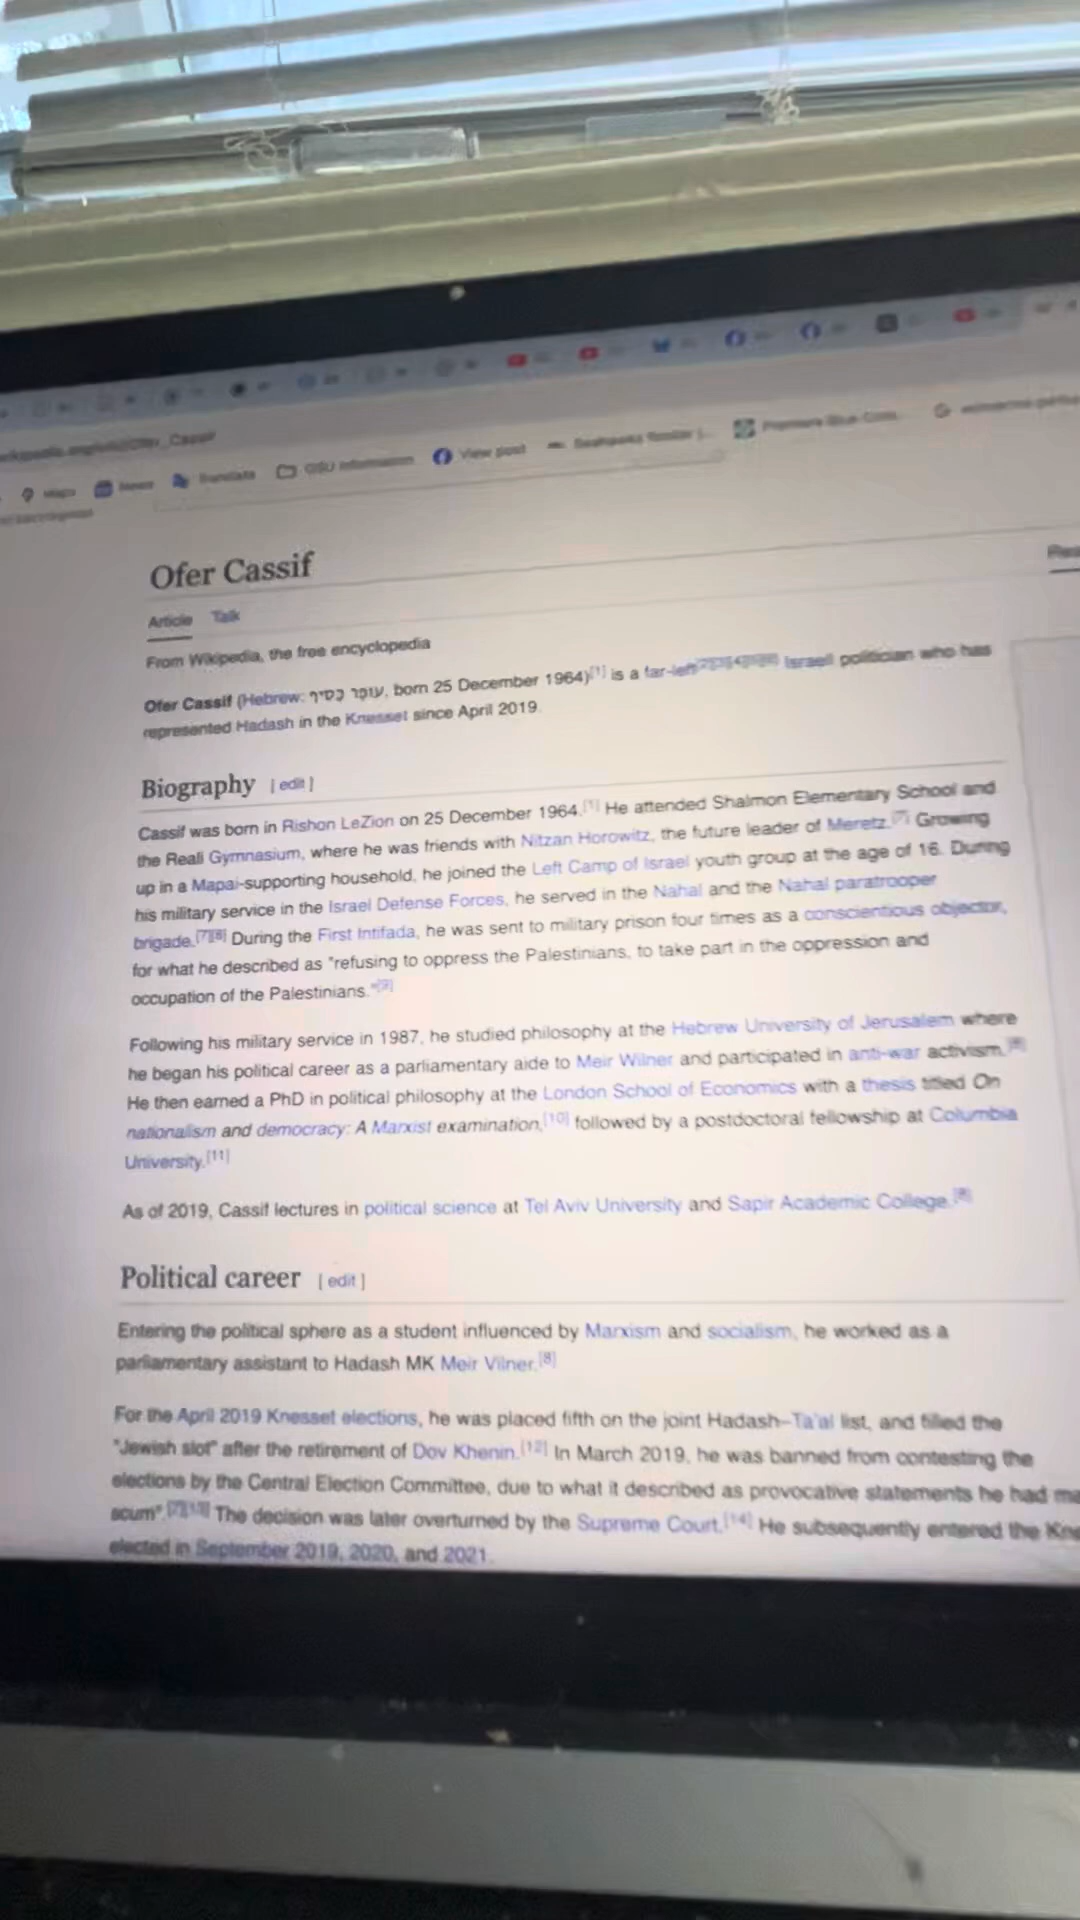 Ofer_Cassif
Maps
News
Translate
OSU Information
View post
Ofer Cassif
Article Talk
From Wikipedia, the free encyclopedia
Ofer Cassif (Hebrew: עופר כסיף, born 25 December 1964)[1] is a far-left Israeli politician who has
represented Hadash in the Knesset since April 2019.
Biography [ edit ]
Cassif was born in Rishon LeZion on 25 December 1964.[1] He attended Shalmon Elementary School and
the Reali Gymnasium, where he was friends with Nitzan Horowitz, the future leader of Meretz.[7] Growing
up in a Mapai-supporting household, he joined the Left Camp of Israel youth group at the age of 16. During
his military service in the Israel Defense Forces, he served in the Nahal and the Nahal paratrooper
brigade.[7][8] During the First Intifada, he was sent to military prison four times as a conscientious objector,
for what he described as "refusing to oppress the Palestinians, to take part in the oppression and
occupation of the Palestinians."[9]
Following his military service in 1987, he studied philosophy at the Hebrew University of Jerusalem where
he began his political career as a parliamentary aide to Meir Wilner and participated in anti-war activism.[8]
He then earned a PhD in political philosophy at the London School of Economics with a thesis titled On
nationalism and democracy: A Marxist examination,[10] followed by a postdoctoral fellowship at Columbia
University.[11]
As of 2019, Cassif lectures in political science at Tel Aviv University and Sapir Academic College.[8]
Political career [ edit ]
Entering the political sphere as a student influenced by Marxism and socialism, he worked as a
parliamentary assistant to Hadash MK Meir Vilner.[8]
For the April 2019 Knesset elections, he was placed fifth on the joint Hadash–Ta'al list, and filled the
"Jewish slot" after the retirement of Dov Khenin.[12] In March 2019, he was banned from contesting the
elections by the Central Election Committee, due to what it described as provocative statements he had ma
scum".[7][13] The decision was later overturned by the Supreme Court.[14] He subsequently entered the Kne
elected in September 2019, 2020, and 2021.